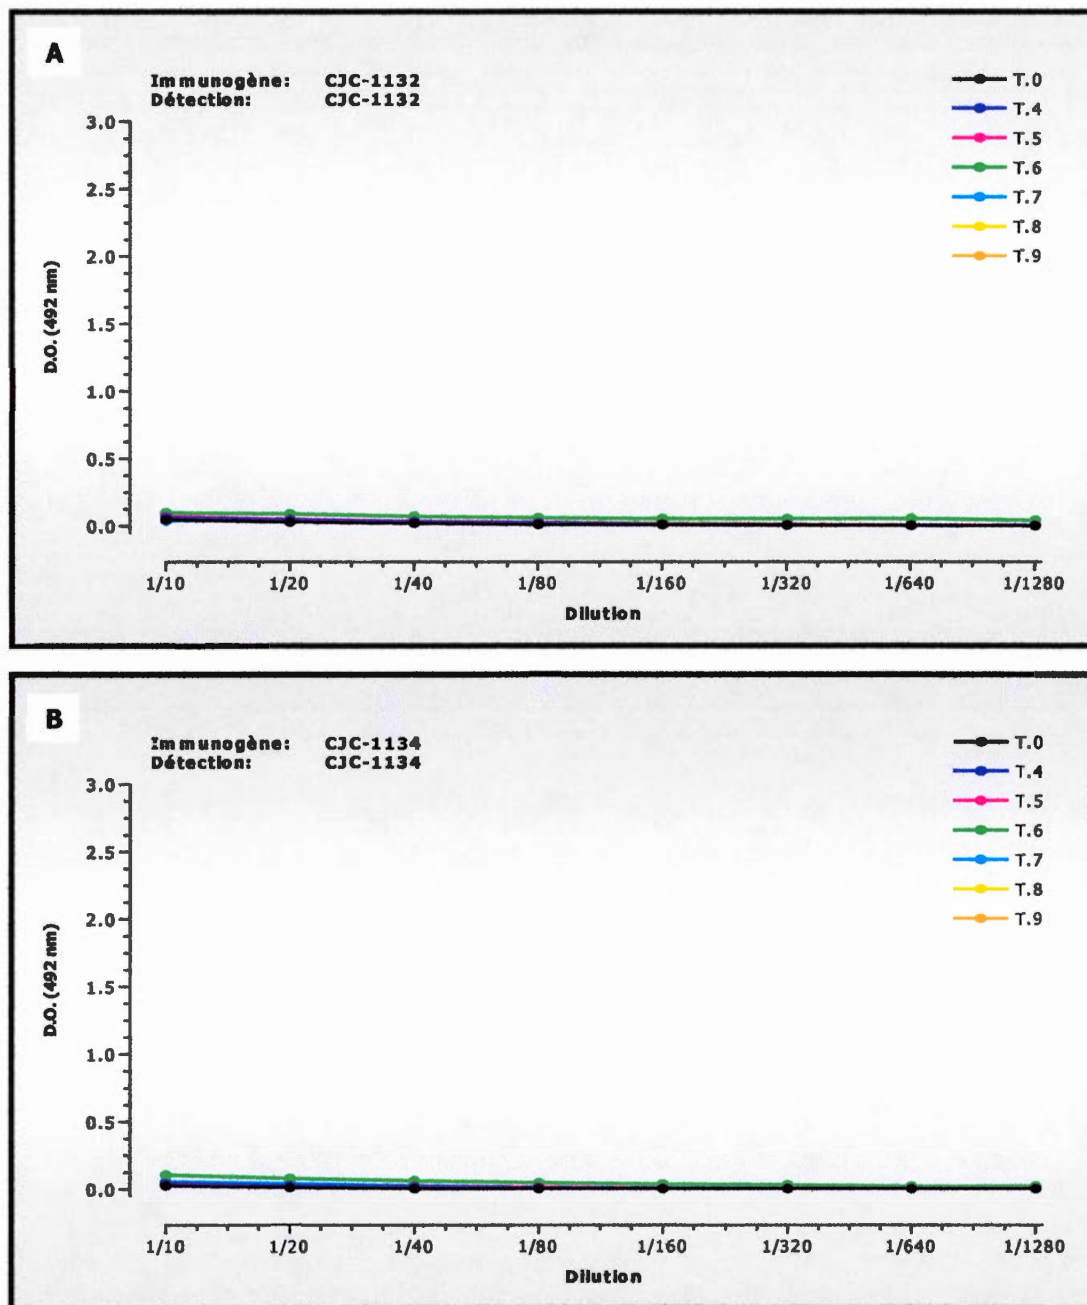 A
Immunogène: CJC-1132
Détection: CJC-1132
T.0
T.4
T.5
T.6
T.7
T.8
T.9
3.0
2.5
2.0
1.5
1.0
0.5
0.0
D.O. (492 nm)
1/10 1/20 1/40 1/80 1/160 1/320 1/640 1/1280
Dilution
B
Immunogène: CJC-1134
Détection: CJC-1134
T.0
T.4
T.5
T.6
T.7
T.8
T.9
3.0
2.5
2.0
1.5
1.0
0.5
0.0
D.O. (492 nm)
1/10 1/20 1/40 1/80 1/160 1/320 1/640 1/1280
Dilution